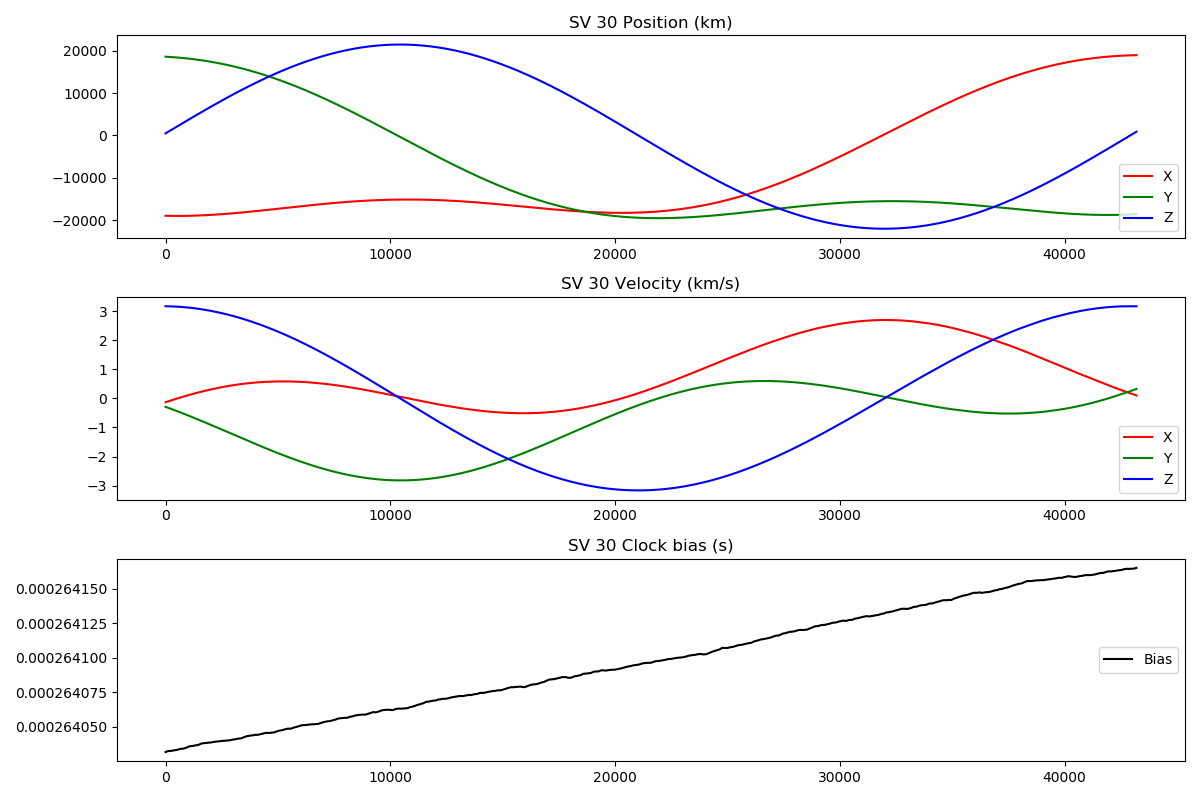 SV 30 Position (km)
20000
10000
0
−10000
−20000
X
Y
Z
0 10000 20000 30000 40000
SV 30 Velocity (km/s)
3
2
1
0
−1
−2
−3
X
Y
Z
0 10000 20000 30000 40000
SV 30 Clock bias (s)
0.000264150
0.000264125
0.000264100
0.000264075
0.000264050
Bias
0 10000 20000 30000 40000